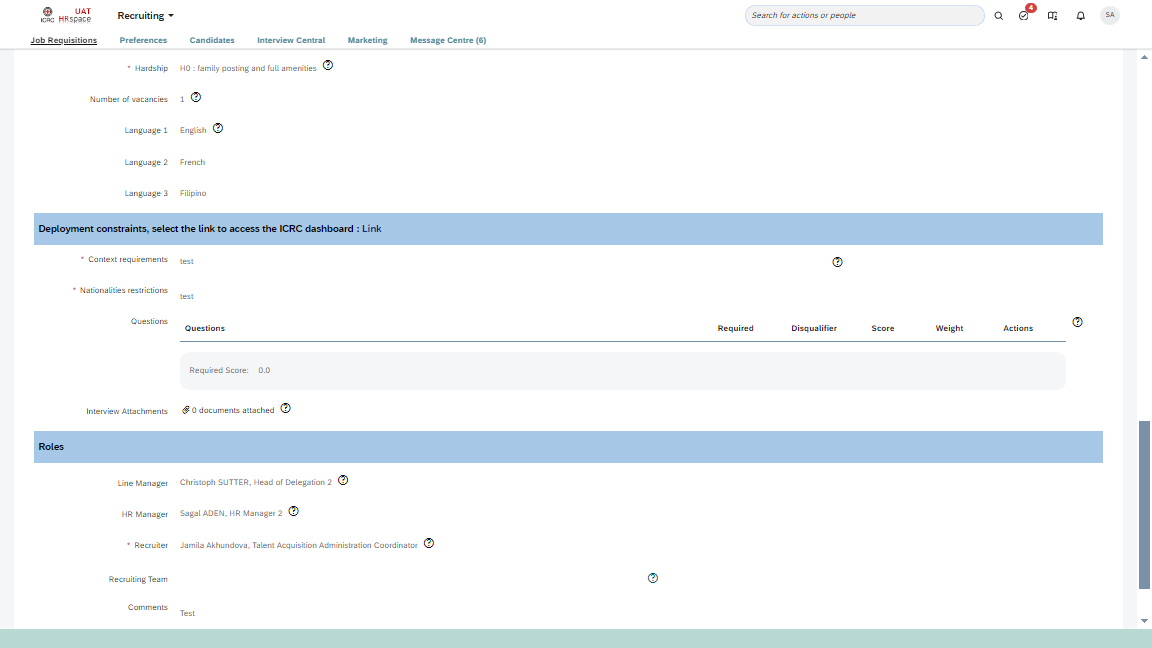 ICRC UAT HRspace Recruiting Search for actions or people 4 SA
Job Requisitions Preferences Candidates Interview Central Marketing Message Centre (6)
* Hardship H0 : family posting and full amenities ?
Number of vacancies 1 ?
Language 1 English ?
Language 2 French
Language 3 Filipino
Deployment constraints, select the link to access the ICRC dashboard : Link
* Context requirements test ?
* Nationalities restrictions test
Questions Questions Required Disqualifier Score Weight Actions ?
Required Score: 0.0
Interview Attachments 0 documents attached ?
Roles
Line Manager Christoph SUTTER, Head of Delegation 2 ?
HR Manager Sagal ADEN, HR Manager 2 ?
* Recruiter Jamila Akhundova, Talent Acquisition Administration Coordinator ?
Recruiting Team ?
Comments Test